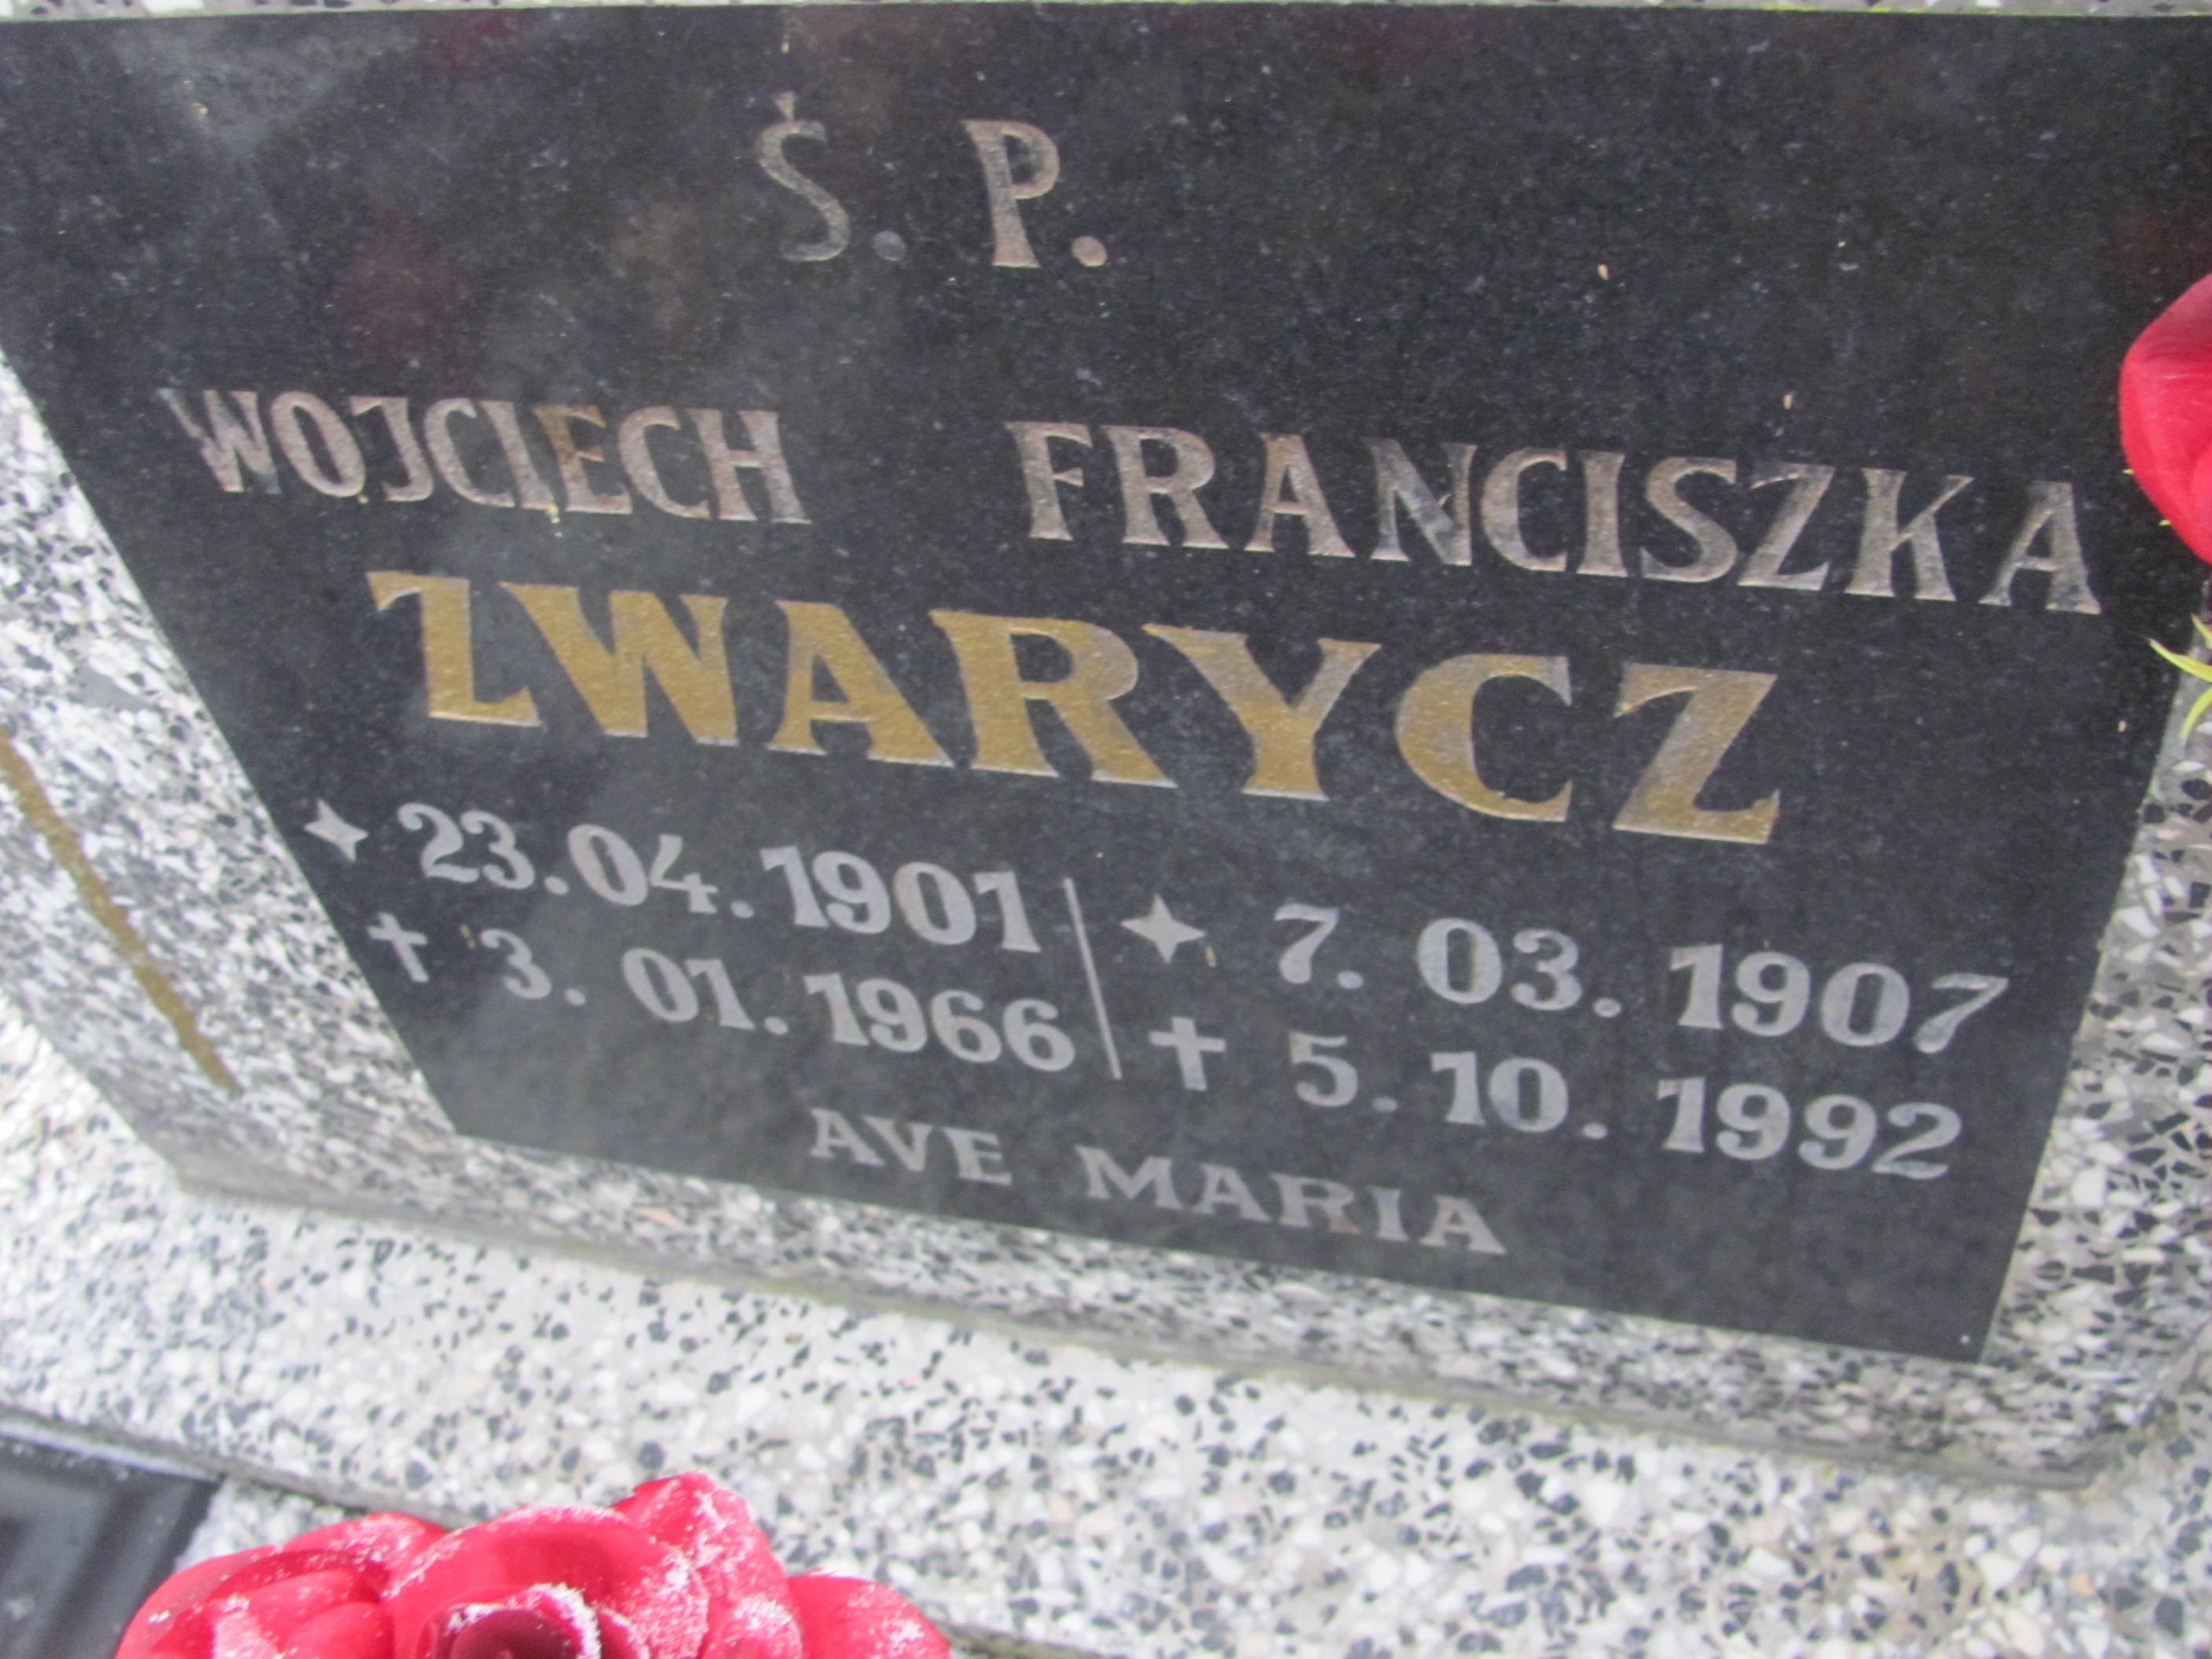 Ś. P.
WOJCIECH FRANCISZKA
ZWARYCZ
✦ 23.04.1901 | ✦ 7. 03. 1907
✝ 3. 01. 1966 | ✝ 5. 10. 1992
AVE MARIA